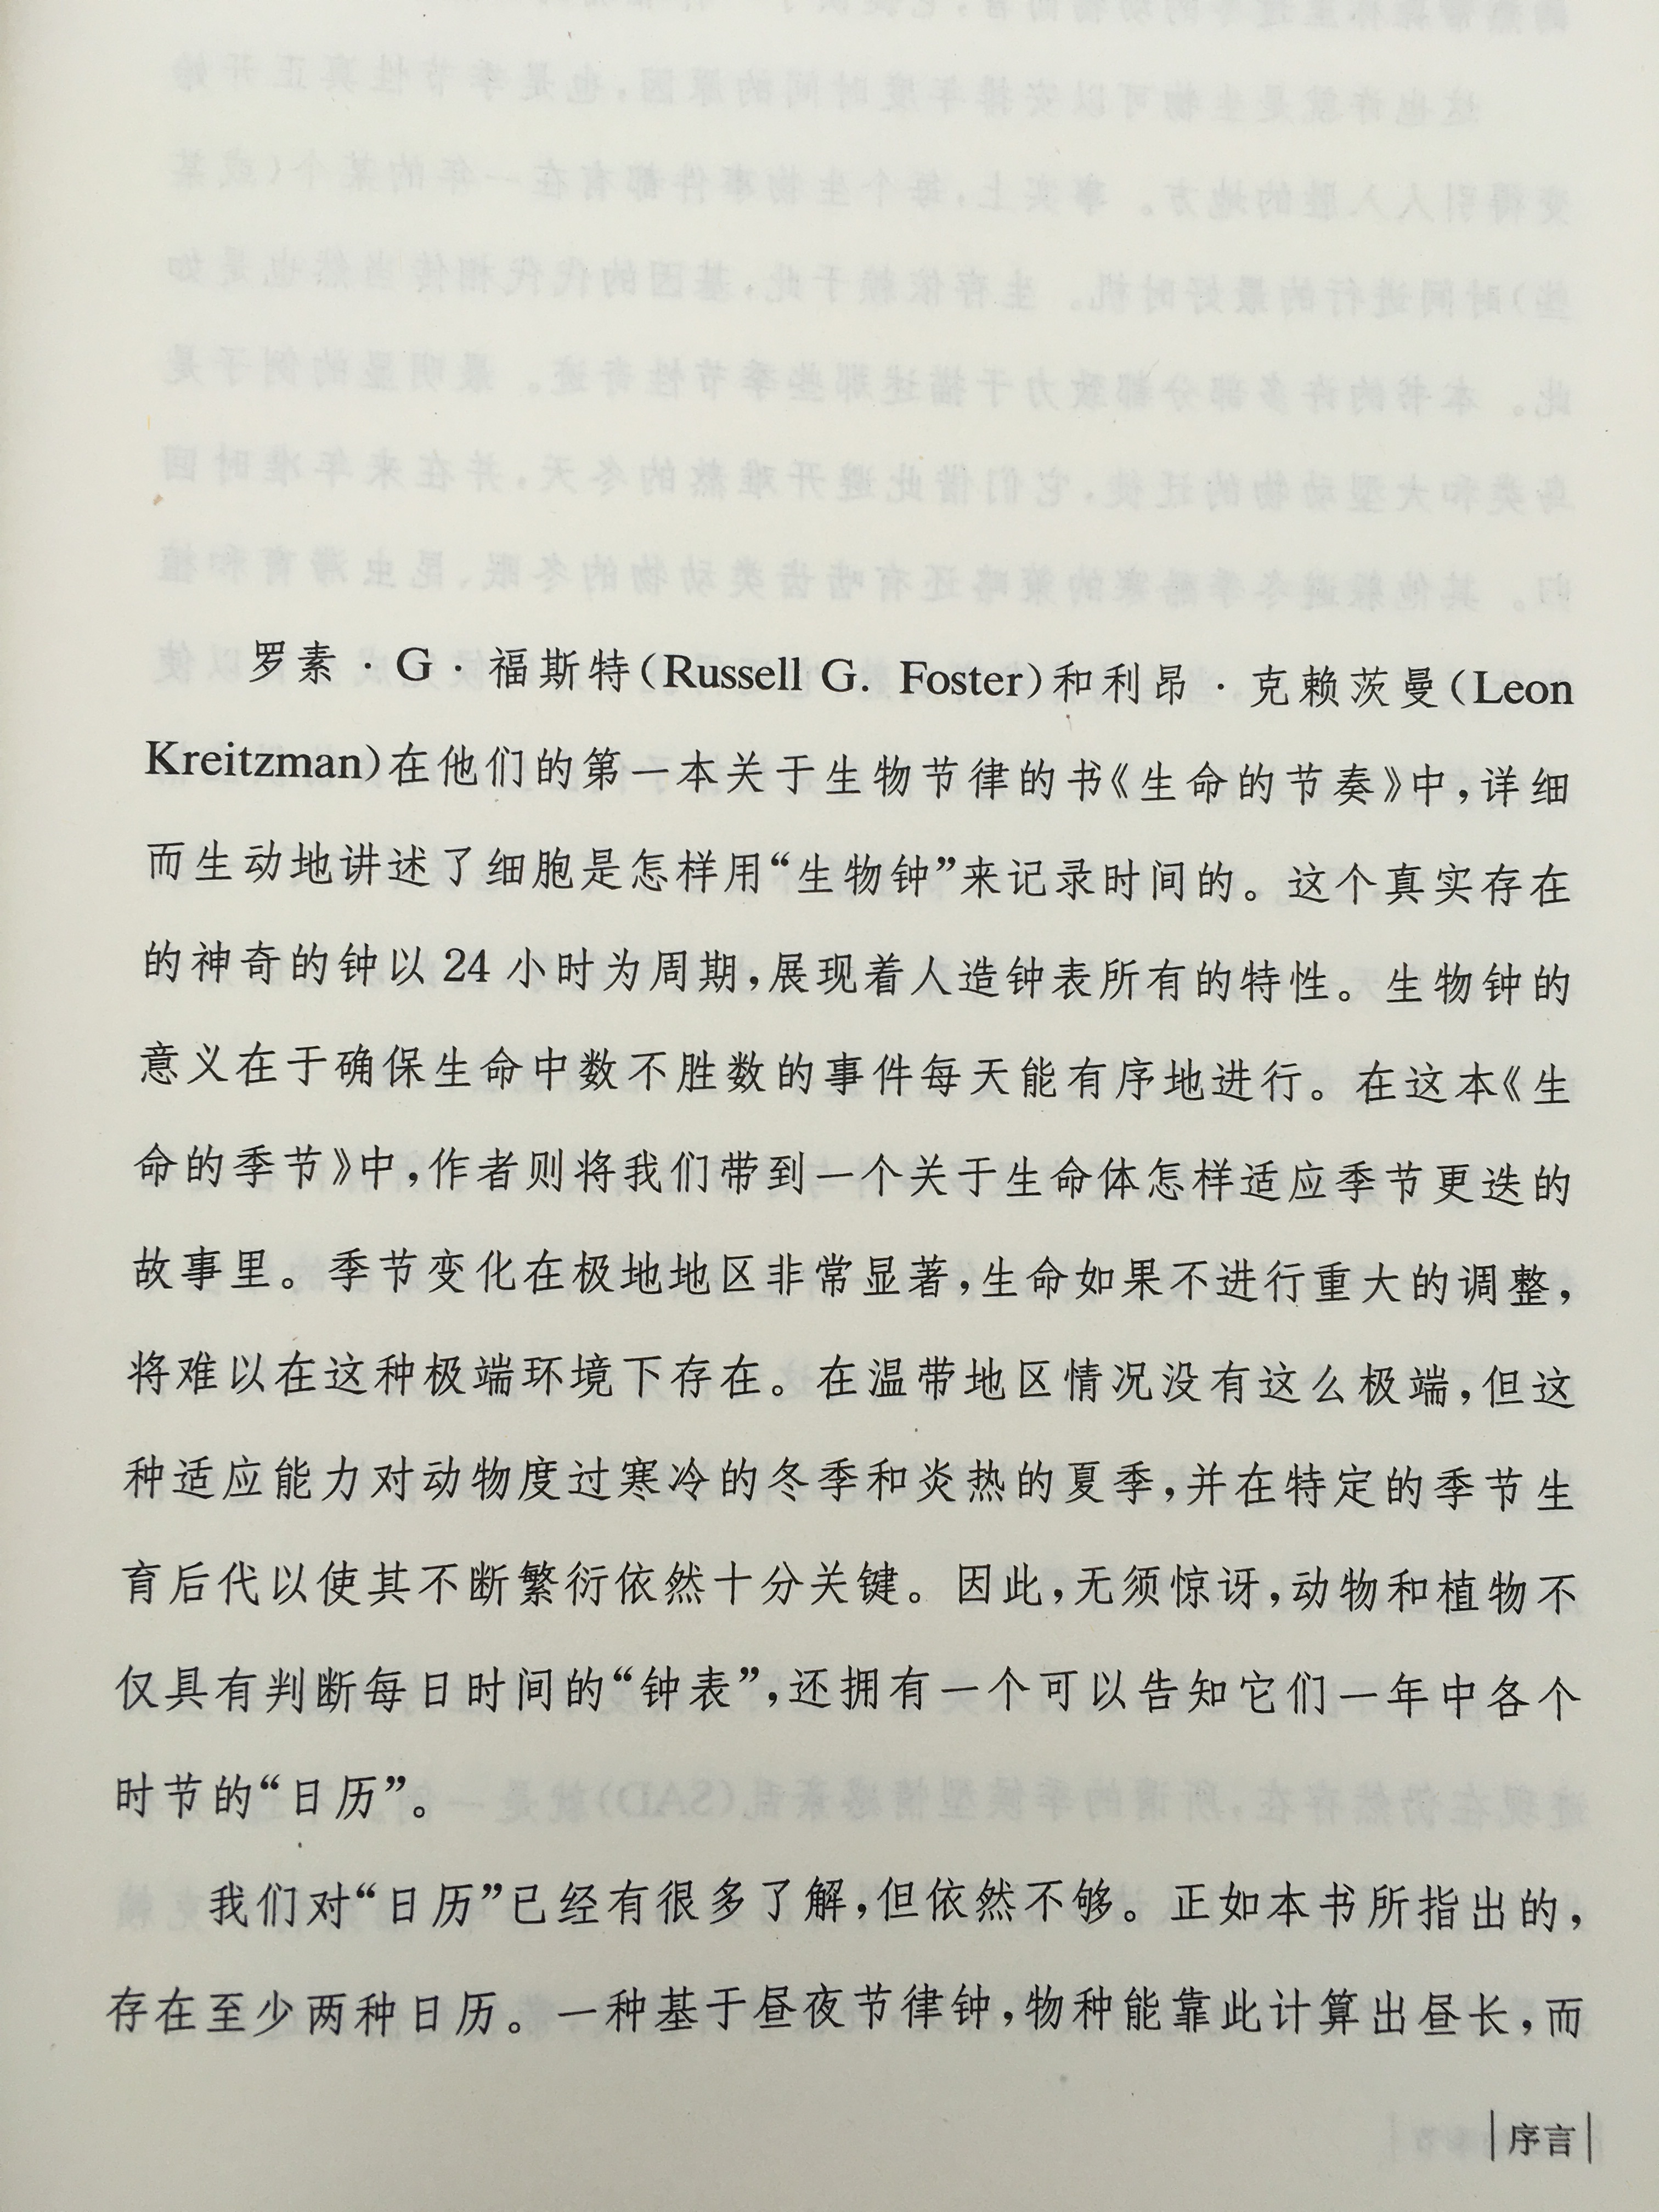 罗素·G·福斯特(Russell G. Foster)和利昂·克赖茨曼(Leon
Kreitzman)在他们的第一本关于生物节律的书《生命的节奏》中,详细
而生动地讲述了细胞是怎样用“生物钟”来记录时间的。这个真实存在
的神奇的钟以24小时为周期,展现着人造钟表所有的特性。生物钟的
意义在于确保生命中数不胜数的事件每天能有序地进行。在这本《生
命的季节》中,作者则将我们带到一个关于生命体怎样适应季节更迭的
故事里。季节变化在极地地区非常显著,生命如果不进行重大的调整,
将难以在这种极端环境下存在。在温带地区情况没有这么极端,但这
种适应能力对动物度过寒冷的冬季和炎热的夏季,并在特定的季节生
育后代以使其不断繁衍依然十分关键。因此,无须惊讶,动物和植物不
仅具有判断每日时间的“钟表”,还拥有一个可以告知它们一年中各个
时节的“日历”。
我们对“日历”已经有很多了解,但依然不够。正如本书所指出的,
存在至少两种日历。一种基于昼夜节律钟,物种能靠此计算出昼长,而
序言